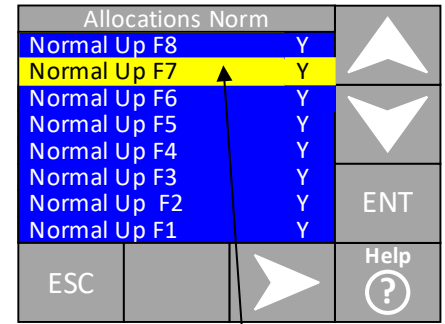 Allocations Norm
Normal Up F8 Y
Normal Up F7 Y
Normal Up F6 Y
Normal Up F5 Y
Normal Up F4 Y
Normal Up F3 Y
Normal Up F2 Y
Normal Up F1 Y
ENT
ESC
Help
?